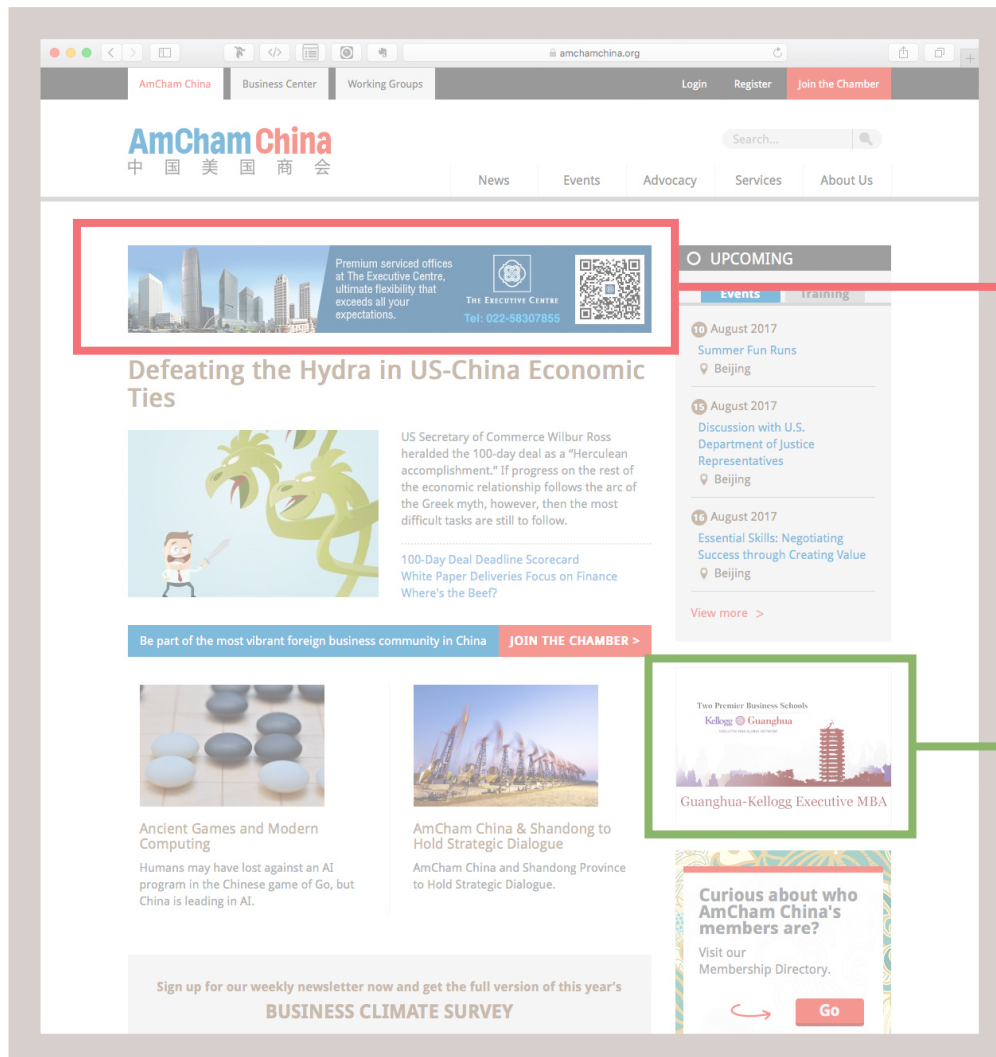 amchamchina.org
AmCham China
Business Center
Working Groups
Login
Register
Join the Chamber
AmCham China
中国美国商会
Search...
News
Events
Advocacy
Services
About Us
Premium serviced offices
at The Executive Centre,
ultimate flexibility that
exceeds all your
expectations.
THE EXECUTIVE CENTRE
Tel: 022-58307855
Defeating the Hydra in US-China Economic
Ties
US Secretary of Commerce Wilbur Ross
heralded the 100-day deal as a “Herculean
accomplishment.” If progress on the rest of
the economic relationship follows the arc of
the Greek myth, however, then the most
difficult tasks are still to follow.
100-Day Deal Deadline Scorecard
White Paper Deliveries Focus on Finance
Where's the Beef?
Be part of the most vibrant foreign business community in China
JOIN THE CHAMBER >
Ancient Games and Modern
Computing
Humans may have lost against an AI
program in the Chinese game of Go, but
China is leading in AI.
AmCham China & Shandong to
Hold Strategic Dialogue
AmCham China and Shandong Province
to Hold Strategic Dialogue.
Sign up for our weekly newsletter now and get the full version of this year's
BUSINESS CLIMATE SURVEY
UPCOMING
Events
Training
10 August 2017
Summer Fun Runs
Beijing
15 August 2017
Discussion with U.S.
Department of Justice
Representatives
Beijing
16 August 2017
Essential Skills: Negotiating
Success through Creating Value
Beijing
View more >
Two Premier Business Schools
Kellogg Guanghua
Guanghua-Kellogg Executive MBA
Curious about who
AmCham China's
members are?
Visit our
Membership Directory.
Go